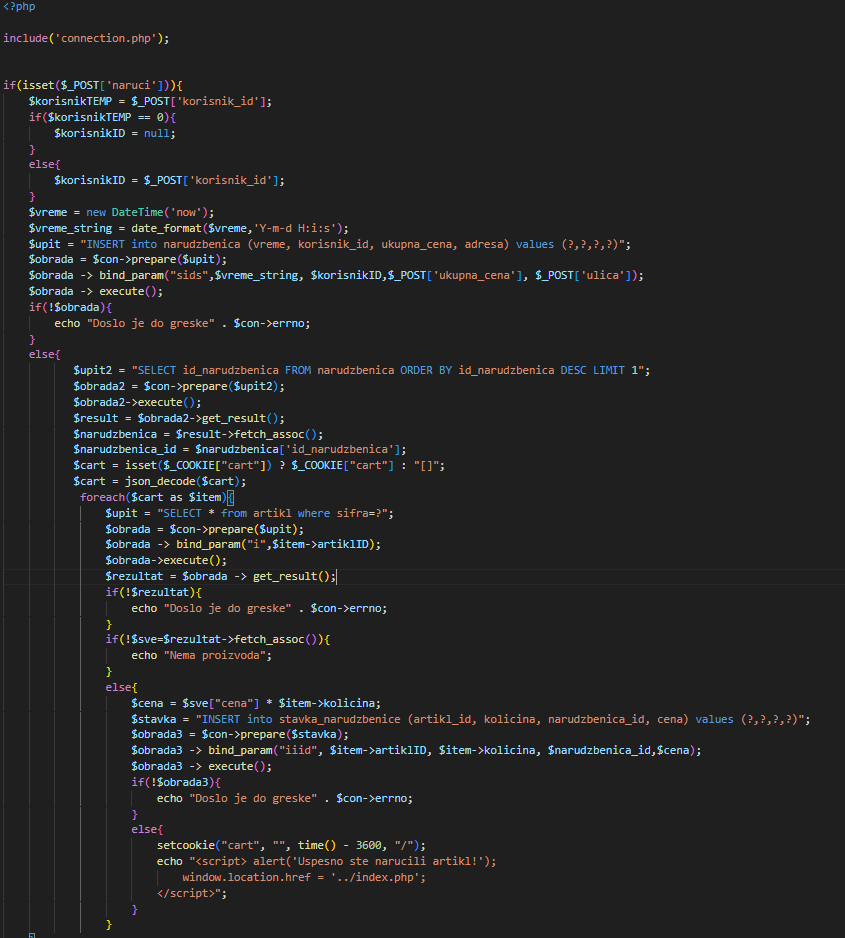 <?php
include('connection.php');
if(isset($_POST['naruci'])){
$korisnikTEMP = $_POST['korisnik_id'];
if($korisnikTEMP == 0){
$korisnikID = null;
}
else{
$korisnikID = $_POST['korisnik_id'];
}
$vreme = new DateTime('now');
$vreme_string = date_format($vreme,'Y-m-d H:i:s');
$upit = "INSERT into narudzbenica (vreme, korisnik_id, ukupna_cena, adresa) values (?,?,?,?)";
$obrada = $con->prepare($upit);
$obrada -> bind_param("sids",$vreme_string, $korisnikID,$_POST['ukupna_cena'], $_POST['ulica']);
$obrada -> execute();
if(!$obrada){
echo "Doslo je do greske" . $con->errno;
}
else{
$upit2 = "SELECT id_narudzbenica FROM narudzbenica ORDER BY id_narudzbenica DESC LIMIT 1";
$obrada2 = $con->prepare($upit2);
$obrada2->execute();
$result = $obrada2->get_result();
$narudzbenica = $result->fetch_assoc();
$narudzbenica_id = $narudzbenica['id_narudzbenica'];
$cart = isset($_COOKIE["cart"]) ? $_COOKIE["cart"] : "[]";
$cart = json_decode($cart);
foreach($cart as $item){
$upit = "SELECT * from artikl where sifra=?";
$obrada = $con->prepare($upit);
$obrada -> bind_param("i",$item->artiklID);
$obrada->execute();
$rezultat = $obrada -> get_result();
if(!$rezultat){
echo "Doslo je do greske" . $con->errno;
}
if(!$sve=$rezultat->fetch_assoc()){
echo "Nema proizvoda";
}
else{
$cena = $sve["cena"] * $item->kolicina;
$stavka = "INSERT into stavka_narudzbenice (artikl_id, kolicina, narudzbenica_id, cena) values (?,?,?,?)";
$obrada3 = $con->prepare($stavka);
$obrada3 -> bind_param("iiid", $item->artiklID, $item->kolicina, $narudzbenica_id,$cena);
$obrada3 -> execute();
if(!$obrada3){
echo "Doslo je do greske" . $con->errno;
}
else{
setcookie("cart", "", time() - 3600, "/");
echo "<script> alert('Uspesno ste narucili artikl!');
window.location.href = '../index.php';
</script>";
}
}